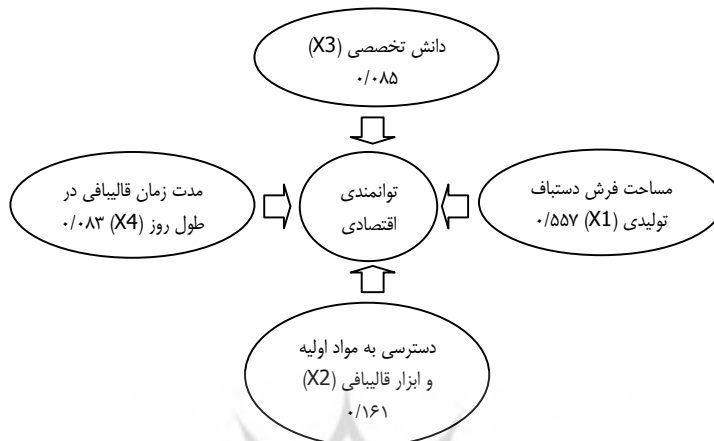 دانش تخصصی (X3)
۰/۰۸۵
مساحت فرش دستباف
تولیدی (X1) ۰/۵۵۷
توانمندی
اقتصادی
مدت زمان قالیبافی در
طول روز (X4) ۰/۰۸۳
دسترسی به مواد اولیه
و ابزار قالیبافی (X2)
۰/۱۶۱